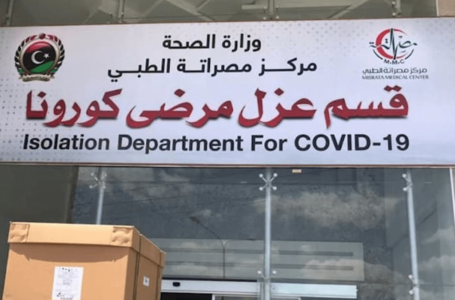 وزارة الصحة
مركز مصراتة الطبي
قسم عزل مرضى كورونا
Isolation Department For COVID-19
M.M.C
مركز مصراتة الطبي
MISRATA MEDICAL CENTER